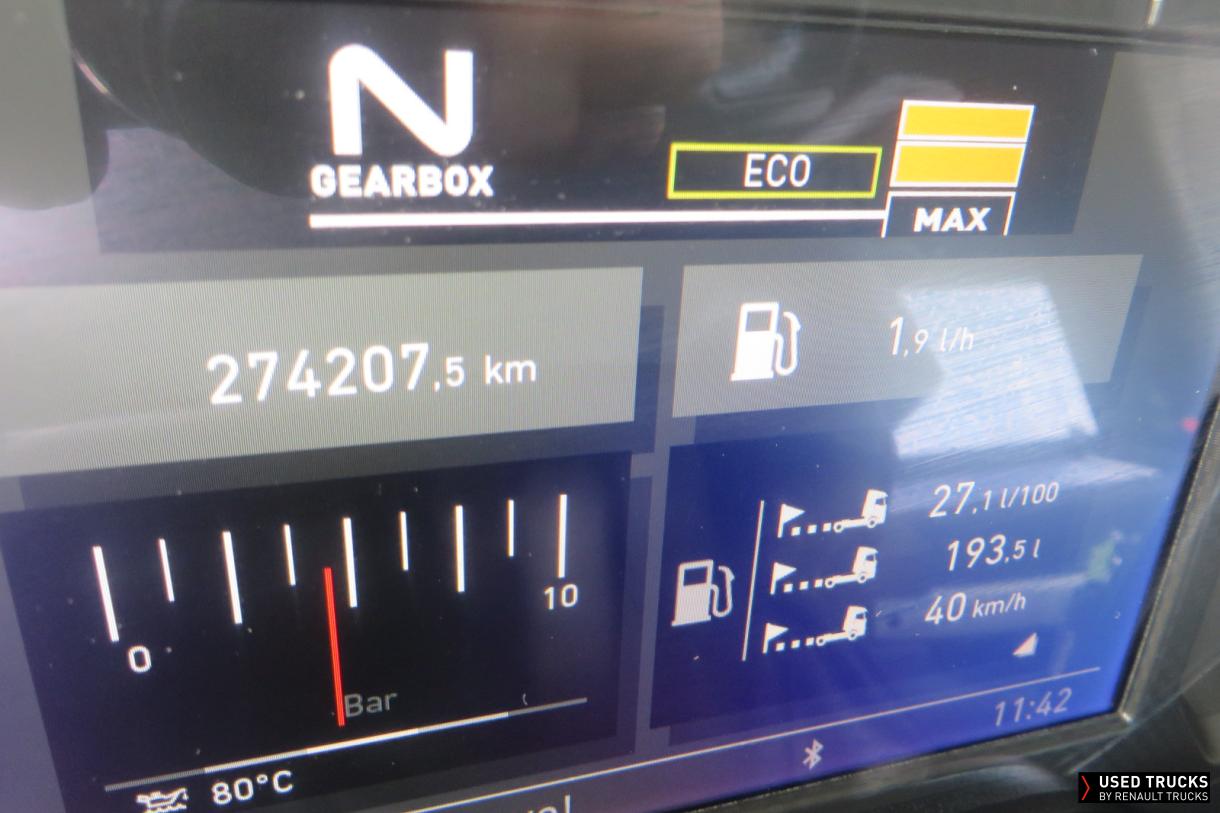 N
GEARBOX
ECO
MAX
274207,5 km
1,9 l/h
0
10
Bar
80°C
27,1 l/100
193,5 l
40 km/h
11:42
USED TRUCKS
BY RENAULT TRUCKS